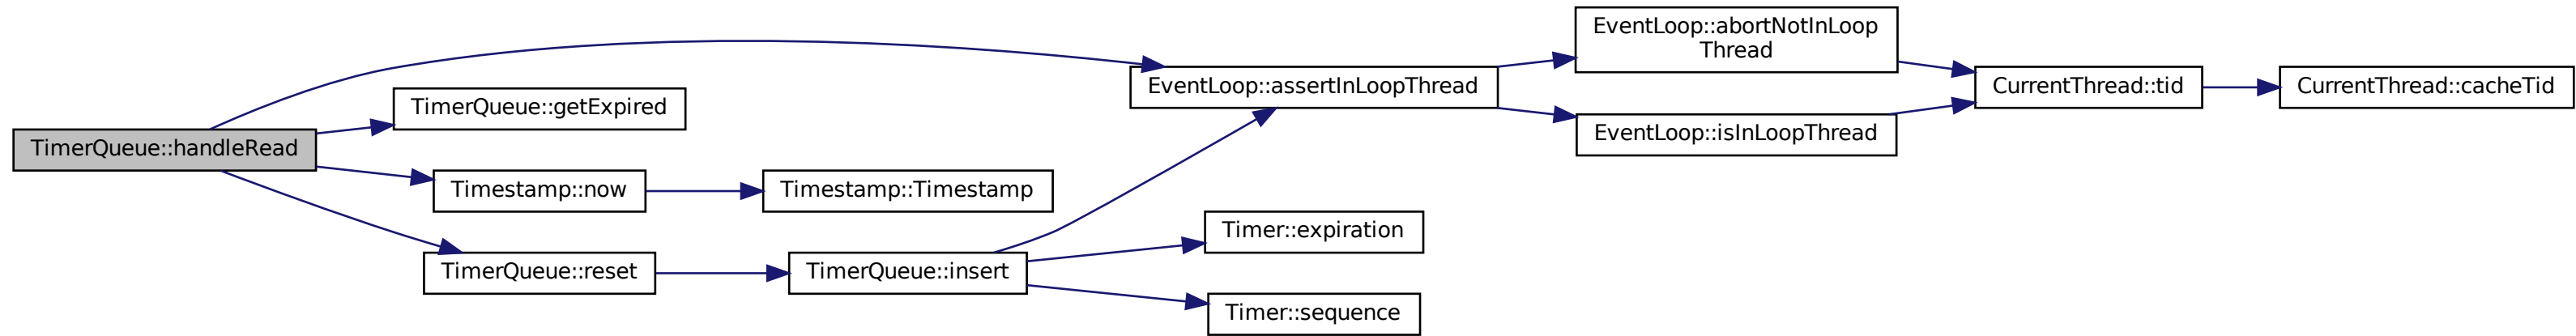 TimerQueue::handleRead
TimerQueue::getExpired
Timestamp::now
TimerQueue::reset
Timestamp::Timestamp
TimerQueue::insert
EventLoop::assertInLoopThread
Timer::expiration
Timer::sequence
EventLoop::abortNotInLoop
Thread
EventLoop::isInLoopThread
CurrentThread::tid
CurrentThread::cacheTid